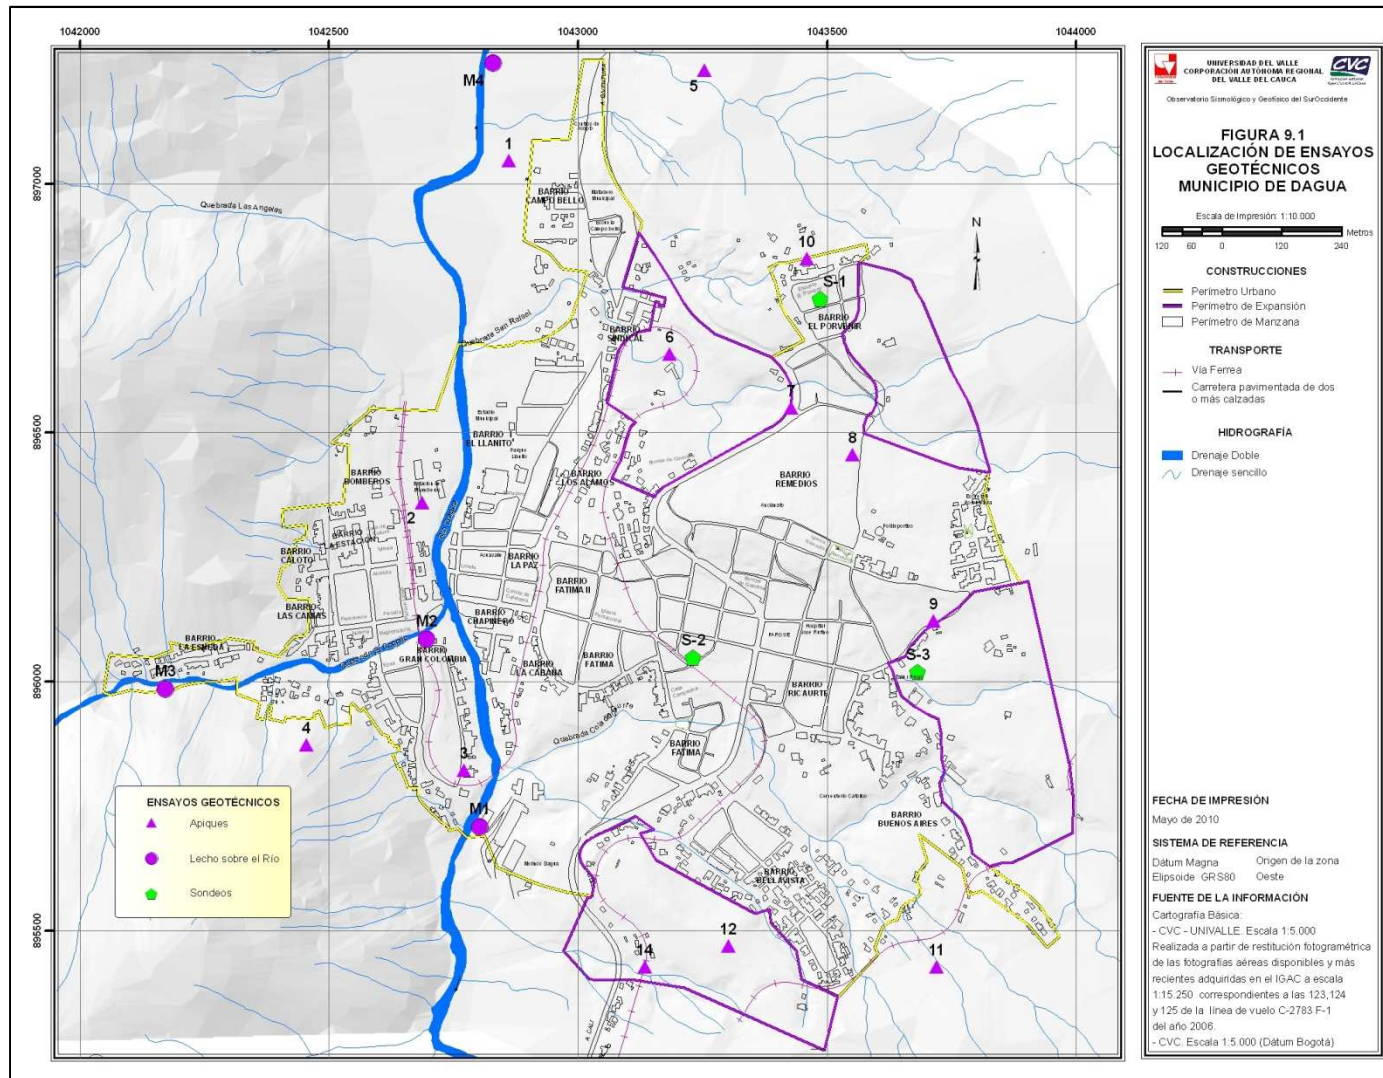 1042000
1042500
1043000
1043500
1044000
897000
896500
896000
895500
M4
5
1
BARRIO
CAMPO BELLO
Matadero
Municipal
Quebrada Las Angeles
10
S-1
BARRIO
EL PORVENIR
Quebrada San Rafael
BARRIO
SINDICAL
6
7
8
Estadio
Municipal
BARRIO
EL LLANITO
BARRIO
BOMBEROS
BARRIO
LOS ALAMOS
BARRIO
REMEDIOS
2
BARRIO
LA ESTACIÓN
BARRIO
CALOTO
BARRIO
LA PAZ
BARRIO
FATIMA II
BARRIO
LAS CAMIAS
BARRIO
CHAPINERO
9
M2
BARRIO
GRAN COLOMBIA
BARRIO
LA CABAÑA
BARRIO
FATIMA
S-2
PARQUE
Hospital
S-3
BARRIO
M3
BARRIO
RICAURTE
4
3
BARRIO
FATIMA
M1
Cementerio Católico
BARRIO
BUENOS AIRES
BARRIO
BELLAVISTA
14
12
11
A CALI
N
ENSAYOS GEOTÉCNICOS
Apiques
Lecho sobre el Río
Sondeos
UNIVERSIDAD DEL VALLE
CORPORACIÓN AUTÓNOMA REGIONAL
DEL VALLE DEL CAUCA
CVC
Observatorio Sismológico y Geofísico del SurOccidente
FIGURA 9.1
LOCALIZACIÓN DE ENSAYOS
GEOTÉCNICOS
MUNICIPIO DE DAGUA
Escala de Impresión: 1:10.000
Metros
120 60 0 120 240
CONSTRUCCIONES
Perímetro Urbano
Perímetro de Expansión
Perímetro de Manzana
TRANSPORTE
Vía Ferrea
Carretera pavimentada de dos
o más calzadas
HIDROGRAFÍA
Drenaje Doble
Drenaje sencillo
FECHA DE IMPRESIÓN
Mayo de 2010
SISTEMA DE REFERENCIA
Dátum Magna Origen de la zona
Elipsoide GRS80 Oeste
FUENTE DE LA INFORMACIÓN
Cartografía Básica:
- CVC - UNIVALLE. Escala 1:5.000
Realizada a partir de restitución fotogramétrica
de las fotografías aéreas disponibles y más
recientes adquiridas en el IGAC a escala
1:15.250 correspondientes a las 123,124
y 125 de la línea de vuelo C-2783 F-1
del año 2006.
- CVC. Escala 1:5.000 (Dátum Bogotá)